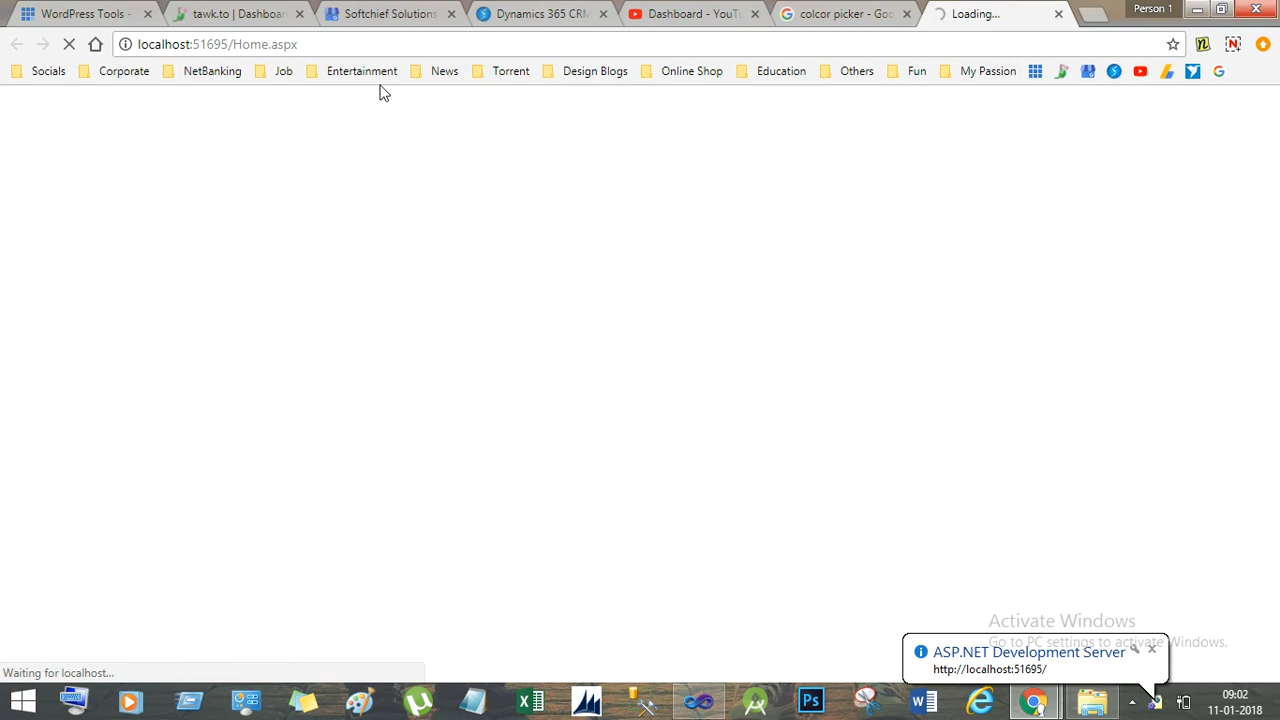 WordPress Tools -
tawk.to | Dashboar
Softchief Solutions
Dynamics 365 CRM
Dashboard - YouTu
colcor picker - Goo
Loading...
Person 1
localhost:51695/Home.aspx
Socials
Corporate
NetBanking
Job
Entertainment
News
Torrent
Design Blogs
Online Shop
Education
Others
Fun
My Passion
Activate Windows
Go to PC settings to activate Windows.
ASP.NET Development Server
http://localhost:51695/
Waiting for localhost...
09:02
11-01-2018